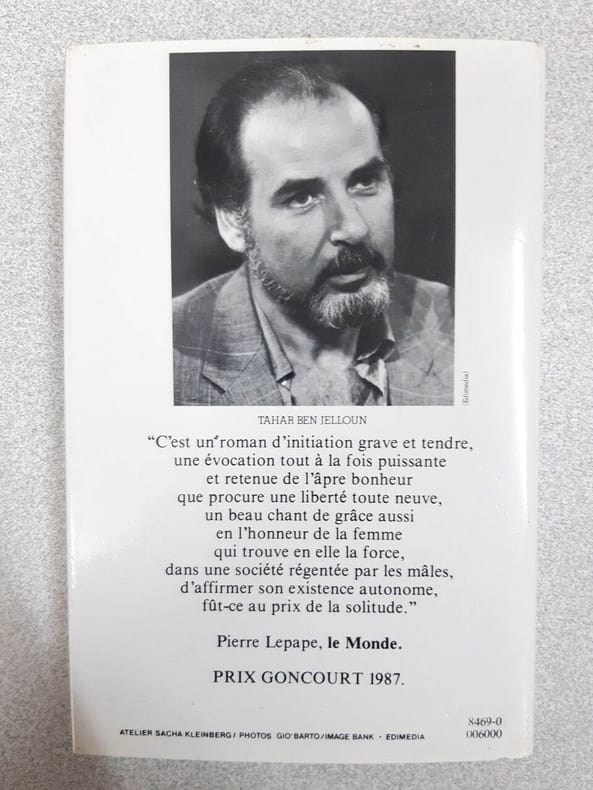 (Edimedia)
TAHAR BEN JELLOUN
“C’est un roman d’initiation grave et tendre,
une évocation tout à la fois puissante
et retenue de l’âpre bonheur
que procure une liberté toute neuve,
un beau chant de grâce aussi
en l’honneur de la femme
qui trouve en elle la force,
dans une société régentée par les mâles,
d’affirmer son existence autonome,
fût-ce au prix de la solitude.”
Pierre Lepape, le Monde.
PRIX GONCOURT 1987.
8469-0
006000
ATELIER SACHA KLEINBERG / PHOTOS GIO’BARTO / IMAGE BANK · EDIMEDIA